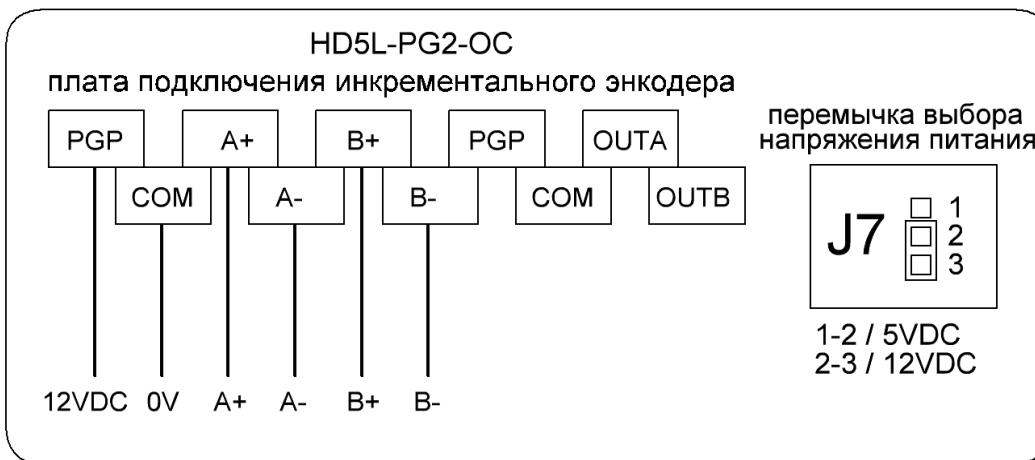 HD5L-PG2-OC
плата подключения инкрементального энкодера
PGP A+ B+ PGP OUTA
COM A- B- COM OUTB
12VDC 0V A+ A- B+ B-
перемычка выбора
напряжения питания
J7
1
2
3
1-2 / 5VDC
2-3 / 12VDC